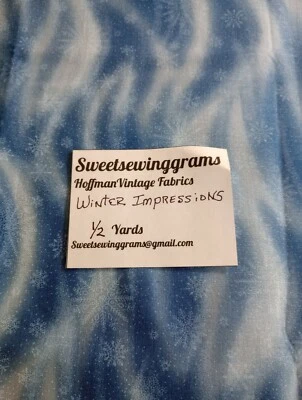 Sweetsewinggrams
HoffmanVintage Fabrics
Winter Impressions
1/2 Yards
Sweetsewinggrams@gmail.com